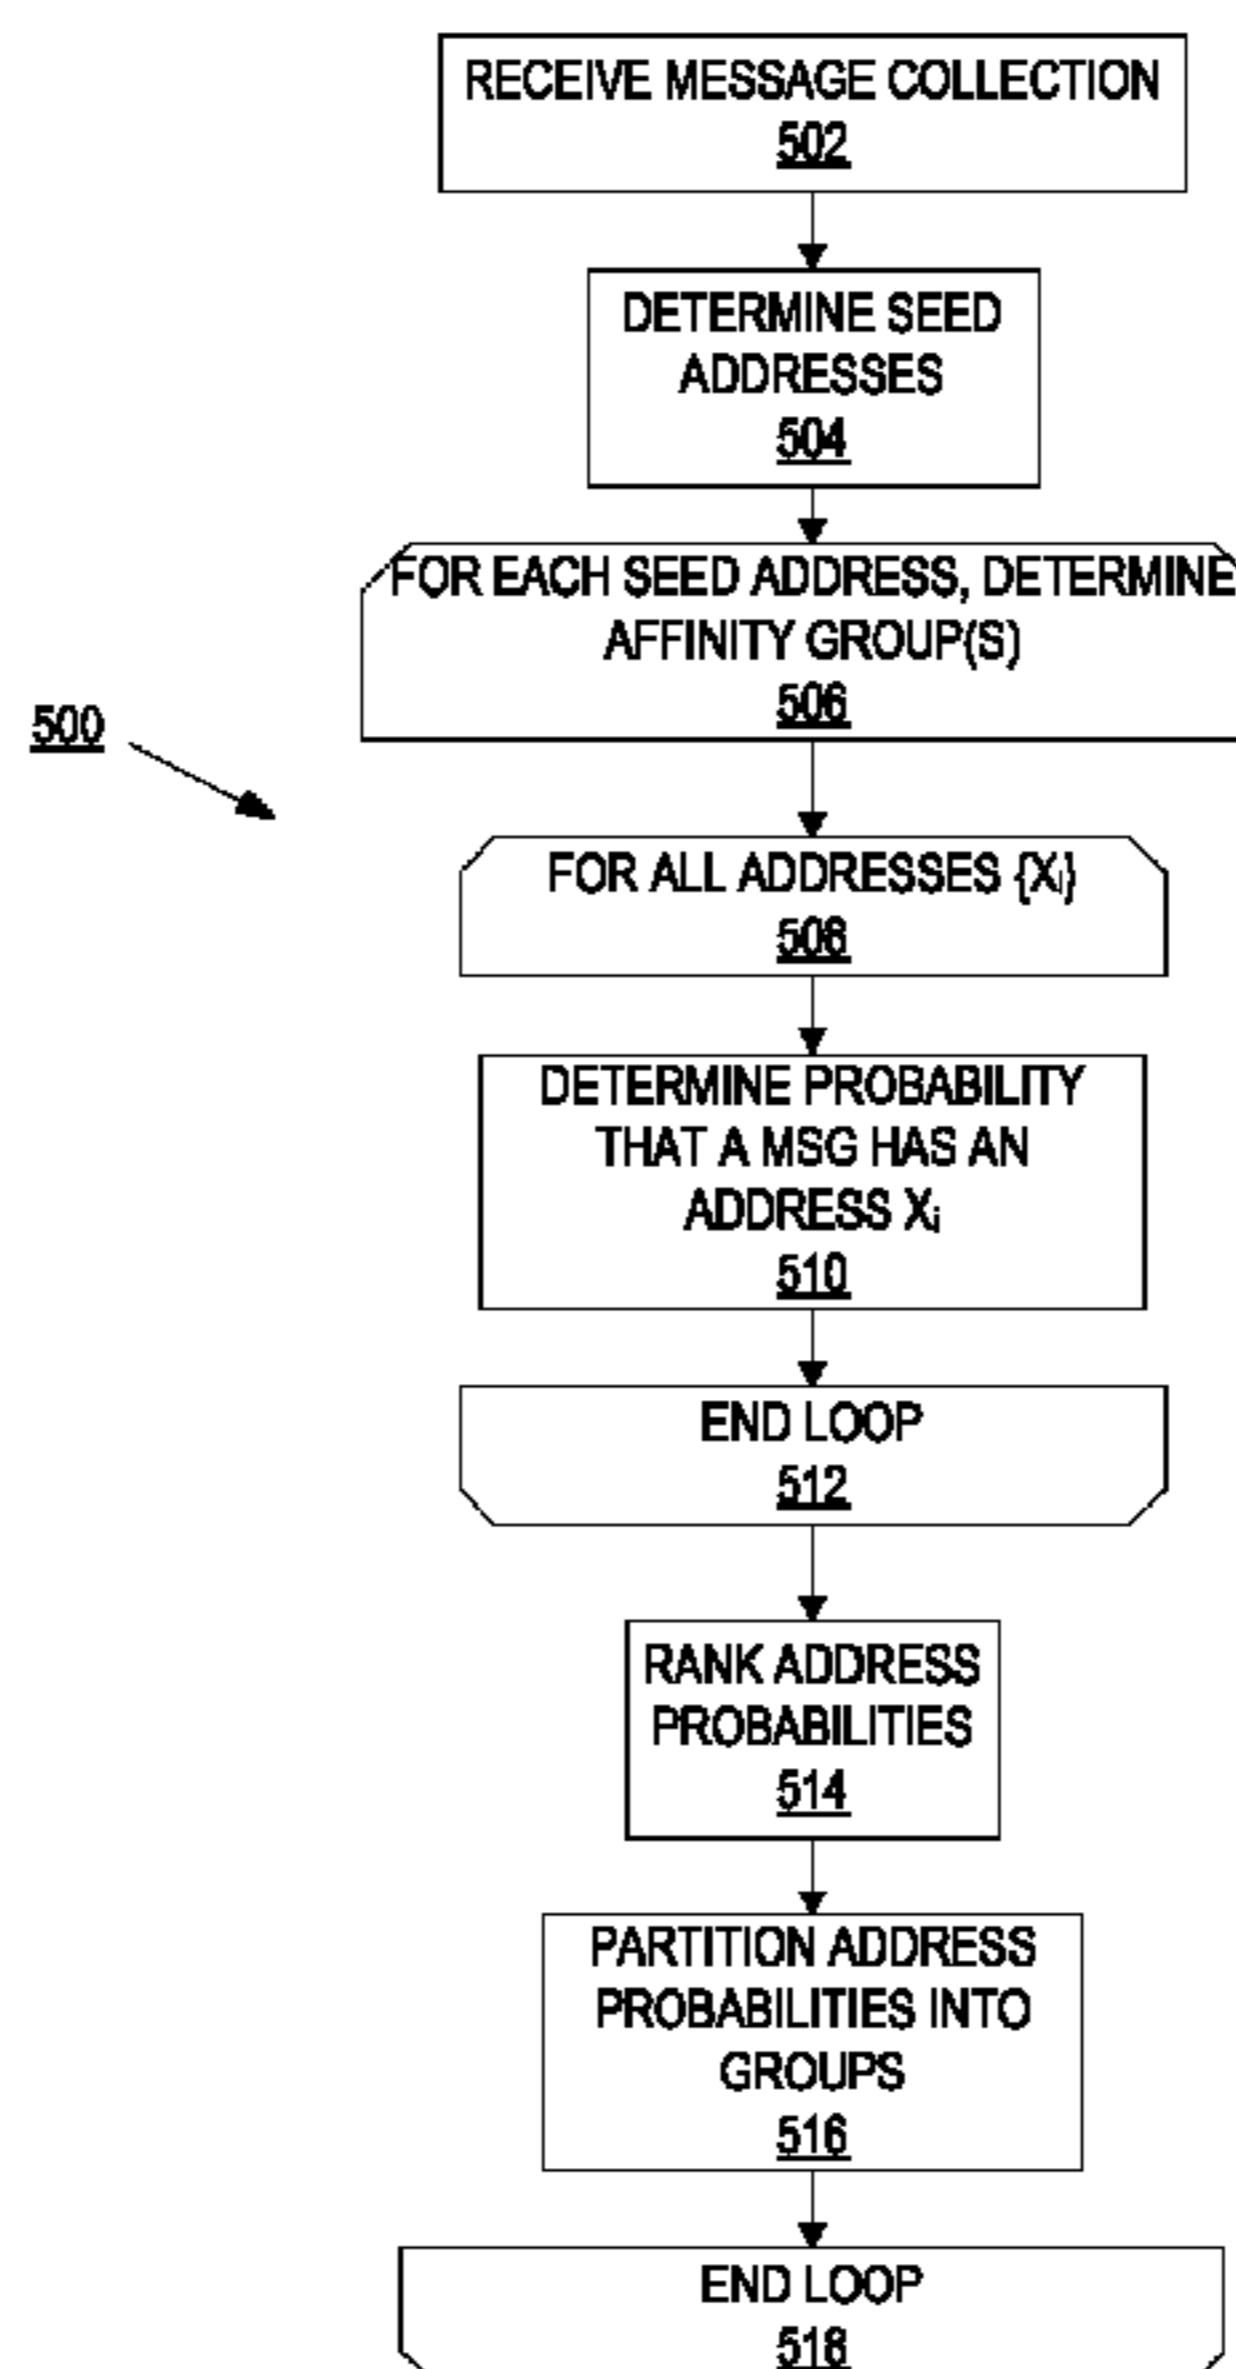 RECEIVE MESSAGE COLLECTION
502
DETERMINE SEED
ADDRESSES
504
FOR EACH SEED ADDRESS, DETERMINE
AFFINITY GROUP(S)
506
500
FOR ALL ADDRESSES {Xi}
508
DETERMINE PROBABILITY
THAT A MSG HAS AN
ADDRESS Xi
510
END LOOP
512
RANK ADDRESS
PROBABILITIES
514
PARTITION ADDRESS
PROBABILITIES INTO
GROUPS
516
END LOOP
518